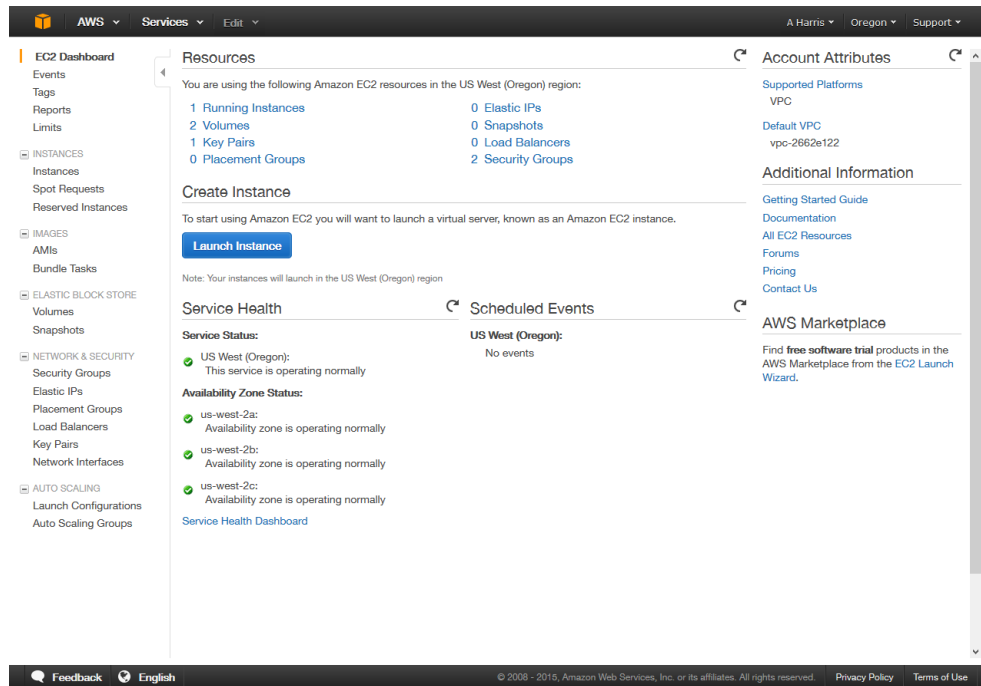 AWS Services Edit A Harris Oregon Support
EC2 Dashboard
Events
Tags
Reports
Limits
INSTANCES
Instances
Spot Requests
Reserved Instances
IMAGES
AMIs
Bundle Tasks
ELASTIC BLOCK STORE
Volumes
Snapshots
NETWORK & SECURITY
Security Groups
Elastic IPs
Placement Groups
Load Balancers
Key Pairs
Network Interfaces
AUTO SCALING
Launch Configurations
Auto Scaling Groups
Resources
You are using the following Amazon EC2 resources in the US West (Oregon) region:
1 Running Instances
2 Volumes
1 Key Pairs
0 Placement Groups
0 Elastic IPs
0 Snapshots
0 Load Balancers
2 Security Groups
Create Instance
To start using Amazon EC2 you will want to launch a virtual server, known as an Amazon EC2 instance.
Launch Instance
Note: Your instances will launch in the US West (Oregon) region
Service Health
Service Status:
US West (Oregon):
This service is operating normally
Availability Zone Status:
us-west-2a:
Availability zone is operating normally
us-west-2b:
Availability zone is operating normally
us-west-2c:
Availability zone is operating normally
Service Health Dashboard
Scheduled Events
US West (Oregon):
No events
Account Attributes
Supported Platforms
VPC
Default VPC
vpc-2662e122
Additional Information
Getting Started Guide
Documentation
All EC2 Resources
Forums
Pricing
Contact Us
AWS Marketplace
Find free software trial products in the
AWS Marketplace from the EC2 Launch
Wizard.
Feedback English © 2008 - 2015, Amazon Web Services, Inc. or its affiliates. All rights reserved. Privacy Policy Terms of Use